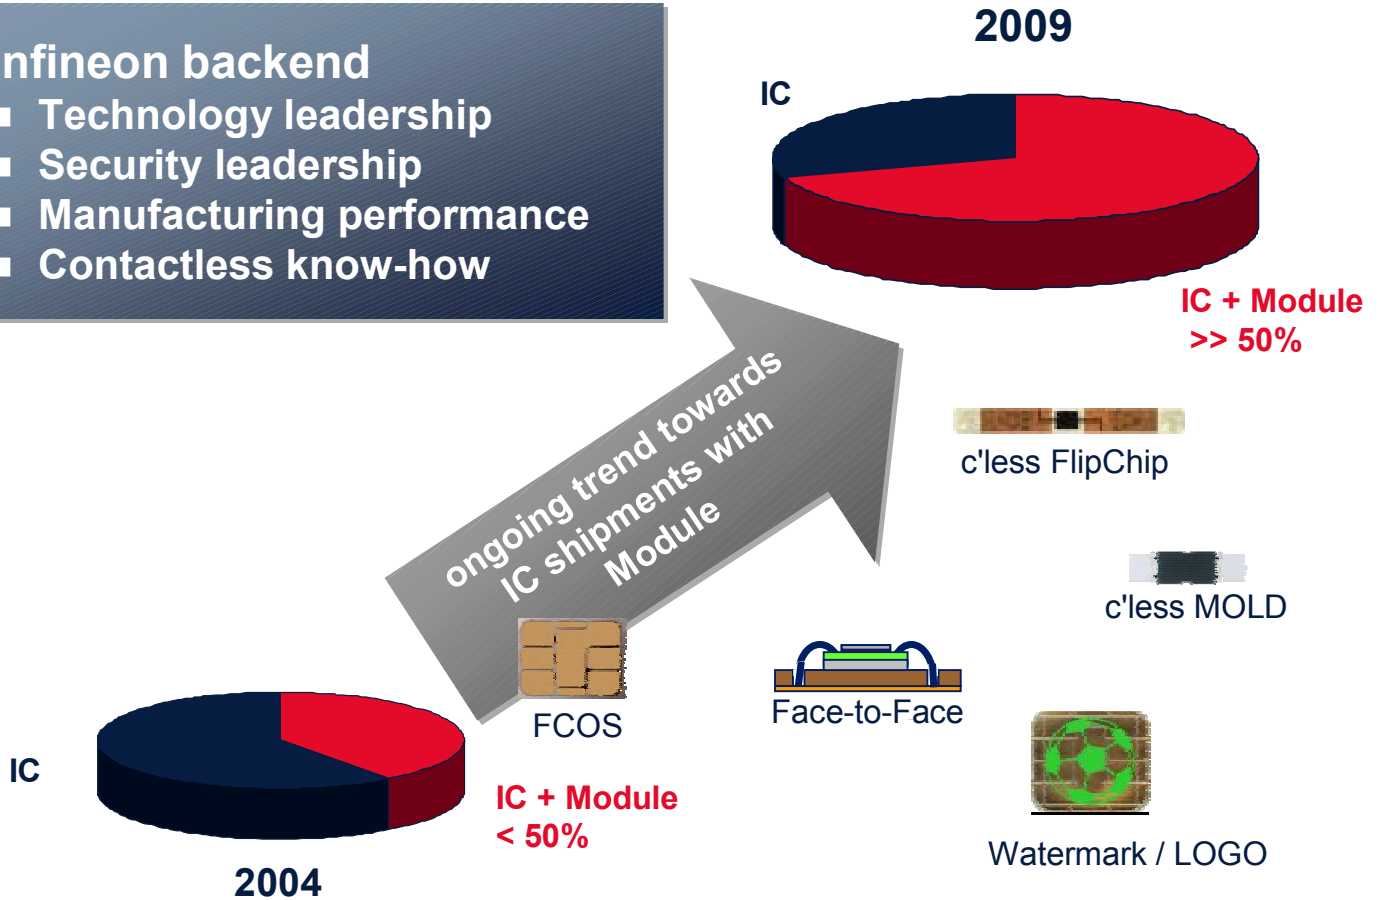 nfineon backend
▪ Technology leadership
▪ Security leadership
▪ Manufacturing performance
▪ Contactless know-how
2009
IC
IC + Module
>> 50%
ongoing trend towards
IC shipments with
Module
c'less FlipChip
c'less MOLD
FCOS
Face-to-Face
IC
IC + Module
< 50%
Watermark / LOGO
2004